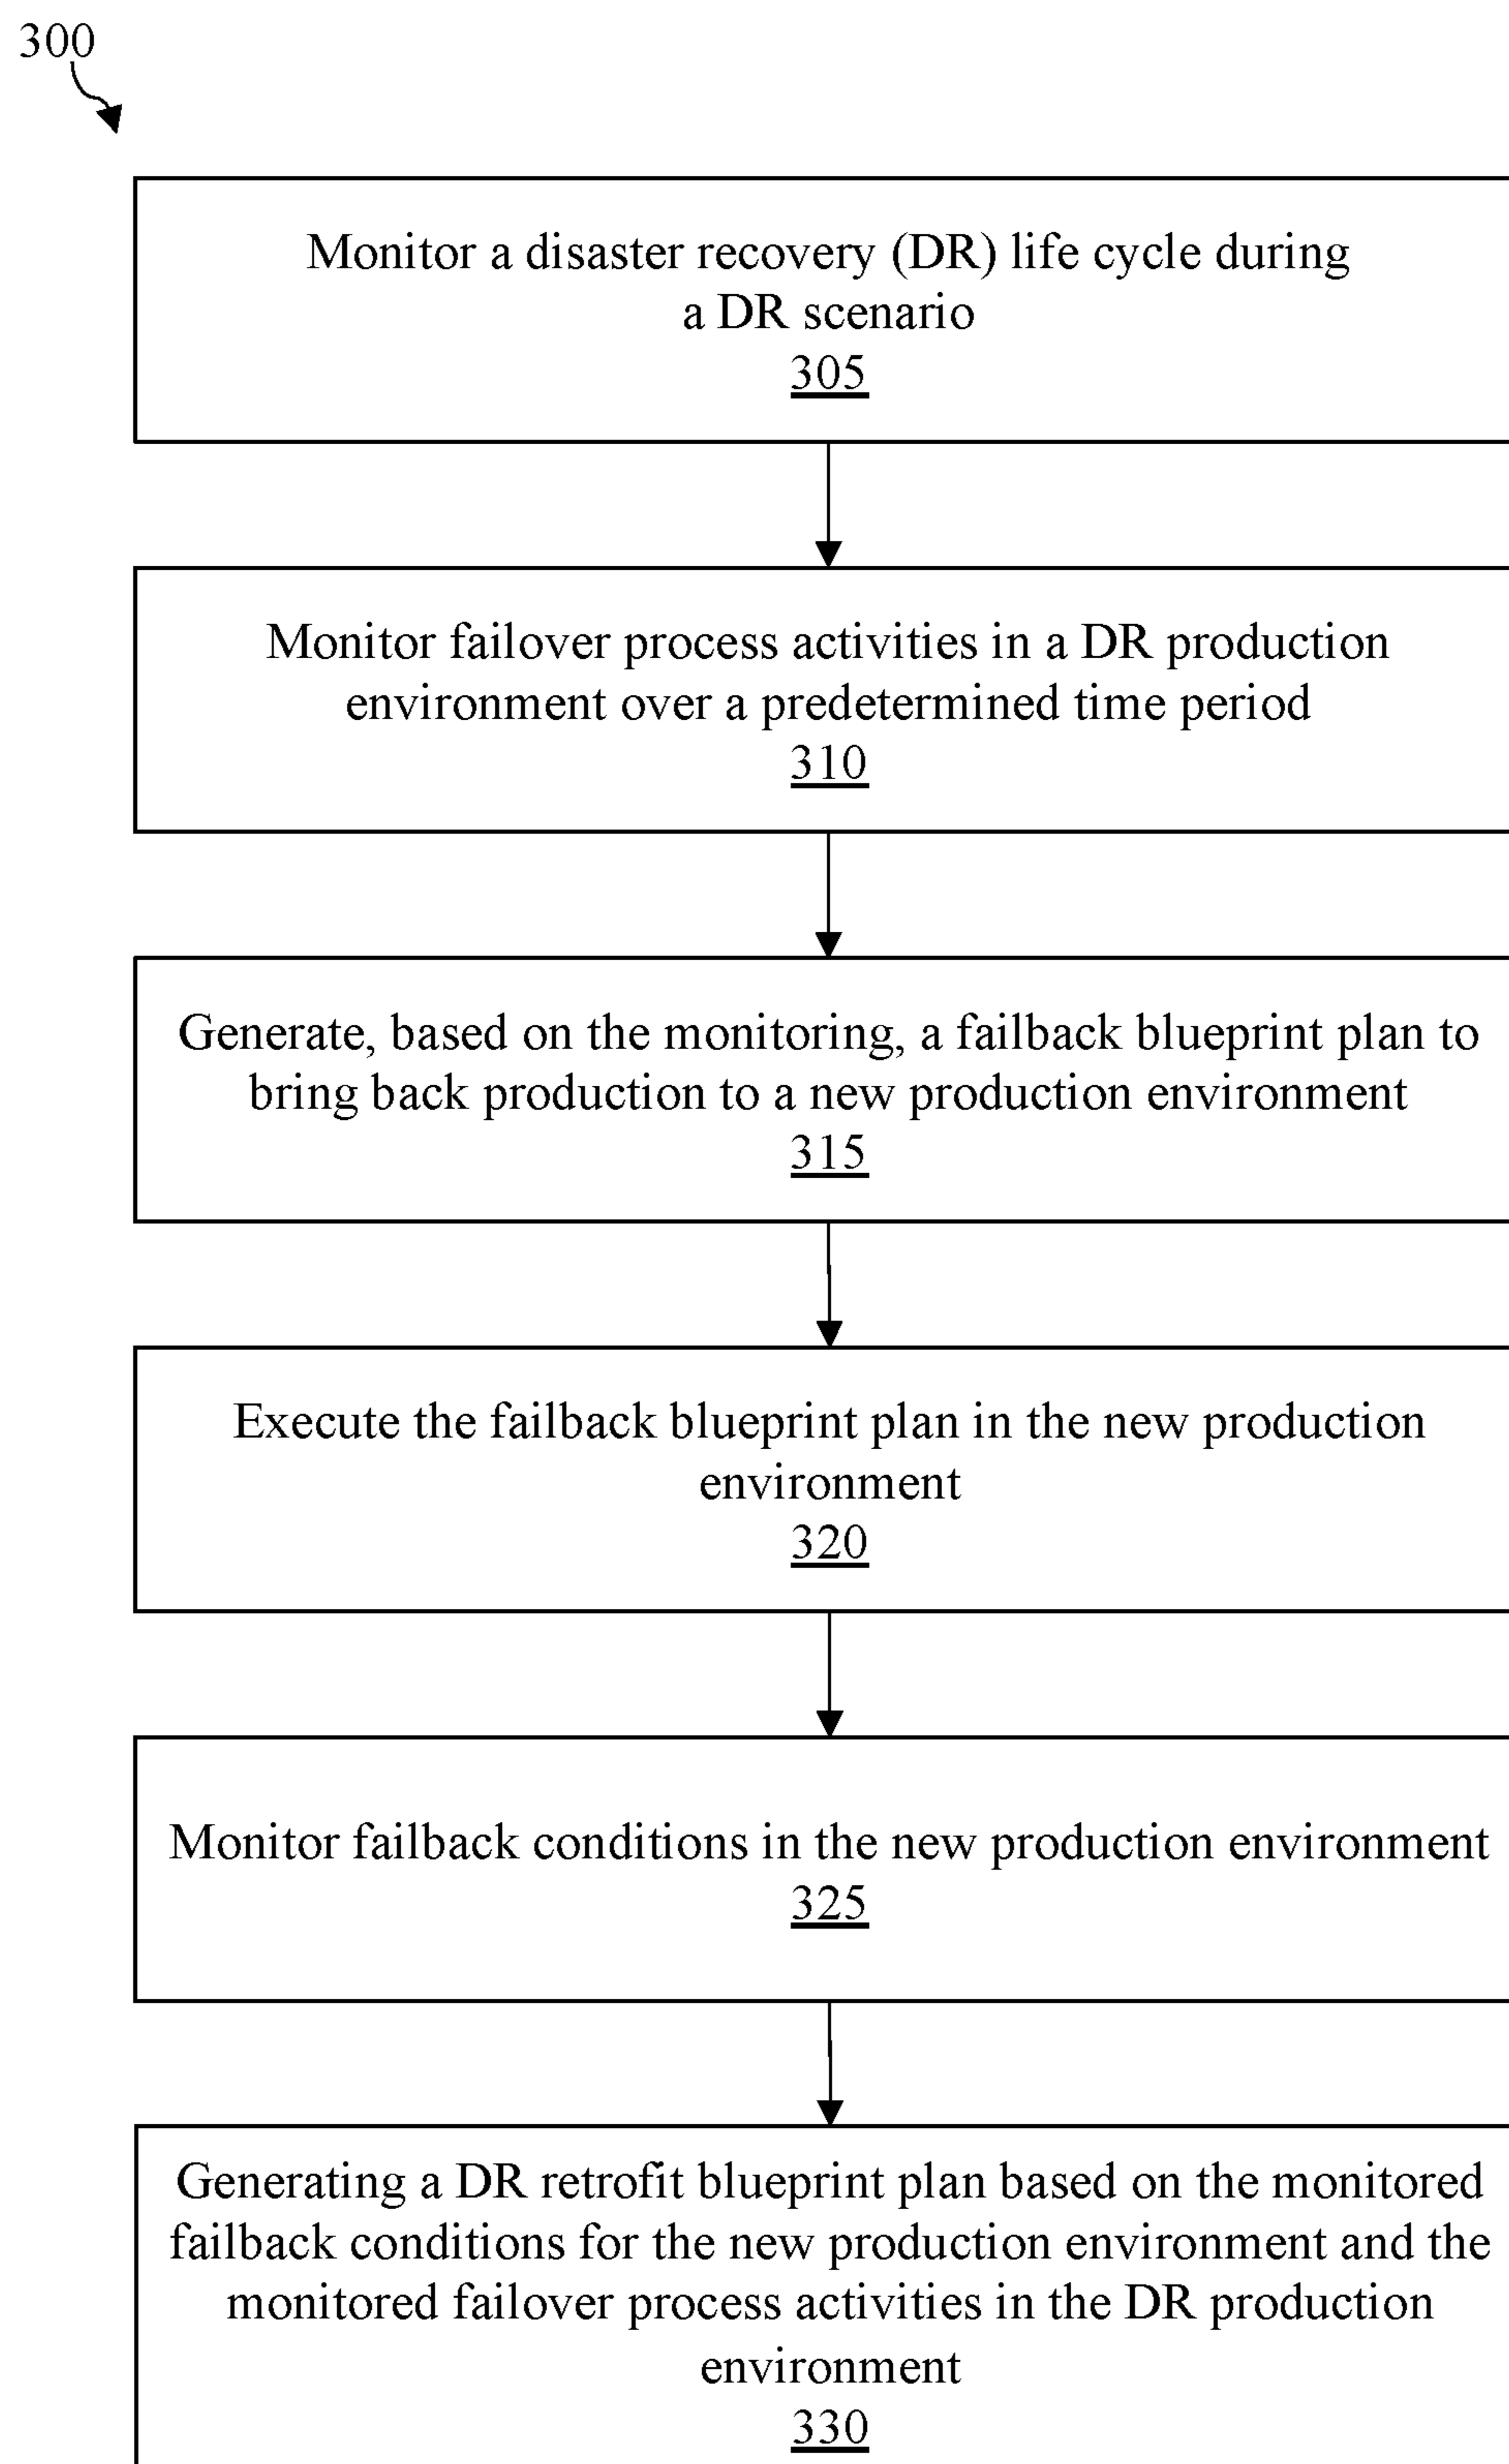 300
Monitor a disaster recovery (DR) life cycle during
a DR scenario
305
Monitor failover process activities in a DR production
environment over a predetermined time period
310
Generate, based on the monitoring, a failback blueprint plan to
bring back production to a new production environment
315
Execute the failback blueprint plan in the new production
environment
320
Monitor failback conditions in the new production environment
325
Generating a DR retrofit blueprint plan based on the monitored
failback conditions for the new production environment and the
monitored failover process activities in the DR production
environment
330